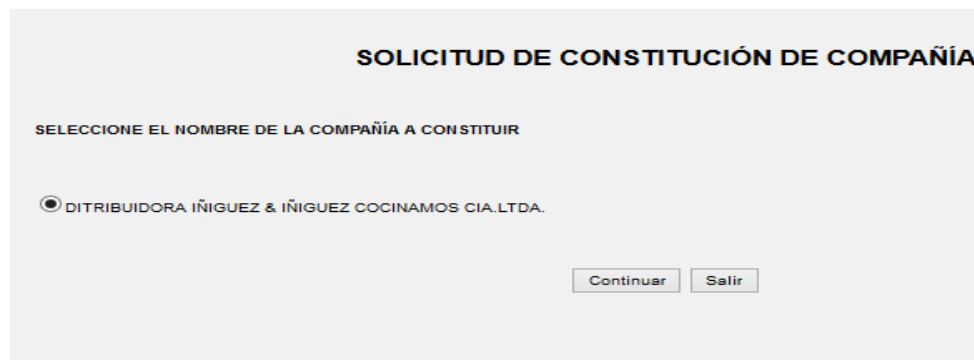 SOLICITUD DE CONSTITUCIÓN DE COMPAÑÍA
SELECCIONE EL NOMBRE DE LA COMPAÑÍA A CONSTITUIR
DITRIBUIDORA IÑIGUEZ & IÑIGUEZ COCINAMOS CIA.LTDA.
Continuar Salir